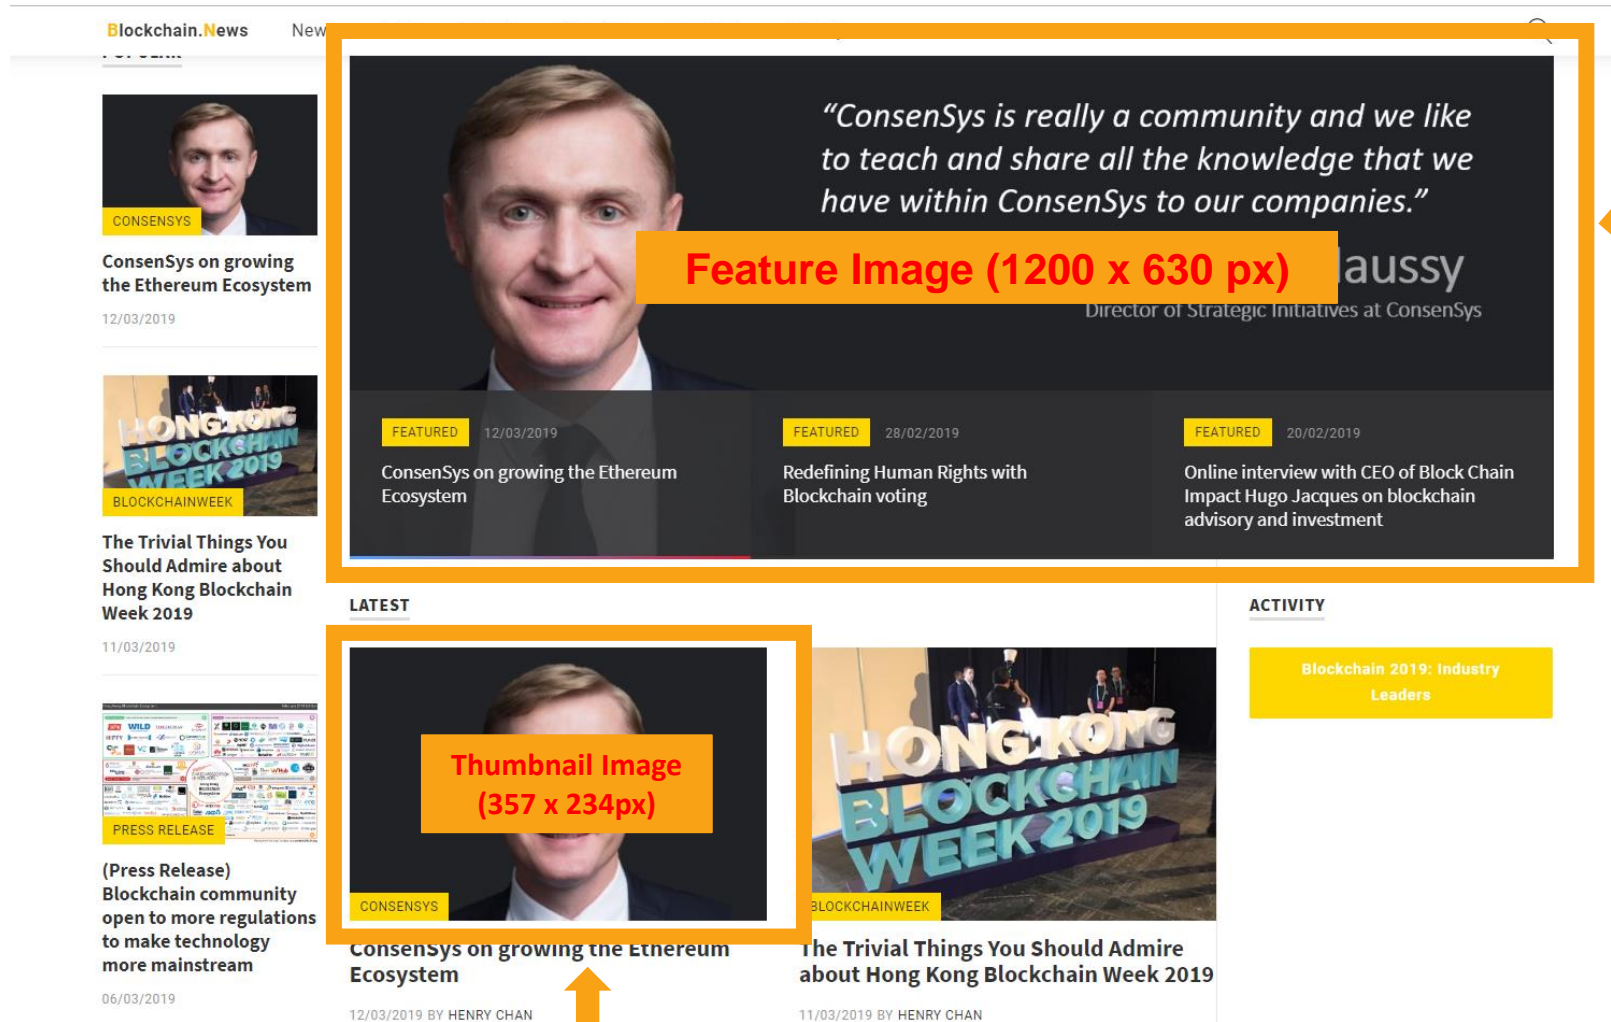 Blockchain.News
New
POPULAR
CONSENSYS
ConsenSys on growing
the Ethereum Ecosystem
12/03/2019
HONG KONG
BLOCKCHAIN
WEEK 2019
BLOCKCHAINWEEK
The Trivial Things You
Should Admire about
Hong Kong Blockchain
Week 2019
11/03/2019
WILD
PRESS RELEASE
(Press Release)
Blockchain community
open to more regulations
to make technology
more mainstream
06/03/2019
“ConsenSys is really a community and we like
to teach and share all the knowledge that we
have within ConsenSys to our companies.”
Feature Image (1200 x 630 px)
laussy
Director of Strategic Initiatives at ConsenSys
FEATURED 12/03/2019
ConsenSys on growing the Ethereum
Ecosystem
FEATURED 28/02/2019
Redefining Human Rights with
Blockchain voting
FEATURED 20/02/2019
Online interview with CEO of Block Chain
Impact Hugo Jacques on blockchain
advisory and investment
LATEST
Thumbnail Image
(357 x 234px)
CONSENSYS
ConsenSys on growing the Ethereum
Ecosystem
12/03/2019 BY HENRY CHAN
HONG KONG
BLOCKCHAIN
WEEK 2019
BLOCKCHAINWEEK
The Trivial Things You Should Admire
about Hong Kong Blockchain Week 2019
11/03/2019 BY HENRY CHAN
ACTIVITY
Blockchain 2019: Industry
Leaders